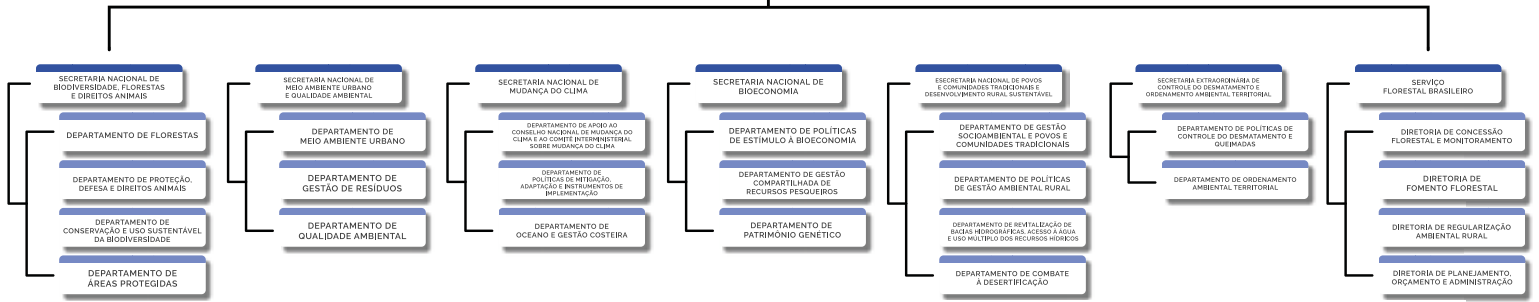 SECRETARIA NACIONAL DE
BIODIVERSIDADE, FLORESTAS
E DIREITOS ANIMAIS
DEPARTAMENTO DE FLORESTAS
DEPARTAMENTO DE PROTEÇÃO,
DEFESA E DIREITOS ANIMAIS
DEPARTAMENTO DE
CONSERVAÇÃO E USO SUSTENTÁVEL
DA BIODIVERSIDADE
DEPARTAMENTO DE
ÁREAS PROTEGIDAS
SECRETARIA NACIONAL DE
MEIO AMBIENTE URBANO
E QUALIDADE AMBIENTAL
DEPARTAMENTO DE
MEIO AMBIENTE URBANO
DEPARTAMENTO DE
GESTÃO DE RESÍDUOS
DEPARTAMENTO DE
QUALIDADE AMBIENTAL
SECRETARIA NACIONAL DE
MUDANÇA DO CLIMA
DEPARTAMENTO DE APOIO AO
CONSELHO NACIONAL DE MUDANÇA DO
CLIMA E AO COMITÊ INTERMINISTERIAL
SOBRE MUDANÇA DO CLIMA
DEPARTAMENTO DE
POLÍTICAS DE MITIGAÇÃO,
ADAPTAÇÃO E INSTRUMENTOS DE
IMPLEMENTAÇÃO
DEPARTAMENTO DE
OCEANO E GESTÃO COSTEIRA
SECRETARIA NACIONAL DE
BIOECONOMIA
DEPARTAMENTO DE POLÍTICAS
DE ESTÍMULO À BIOECONOMIA
DEPARTAMENTO DE GESTÃO
COMPARTILHADA DE
RECURSOS PESQUEIROS
DEPARTAMENTO DE
PATRIMÔNIO GENÉTICO
ESECRETARIA NACIONAL DE POVOS
E COMUNIDADES TRADICIONAIS E
DESENVOLVIMENTO RURAL SUSTENTÁVEL
DEPARTAMENTO DE GESTÃO
SOCIOAMBIENTAL E POVOS E
COMUNIDADES TRADICIONAIS
DEPARTAMENTO DE POLÍTICAS
DE GESTÃO AMBIENTAL RURAL
DEPARTAMENTO DE REVITALIZAÇÃO DE
BACIAS HIDROGRÁFICAS, ACESSO A ÁGUA
E USO MÚLTIPLO DOS RECURSOS HÍDRICOS
DEPARTAMENTO DE COMBATE
À DESERTIFICAÇÃO
SECRETARIA EXTRAORDINÁRIA DE
CONTROLE DO DESMATAMENTO E
ORDENAMENTO AMBIENTAL TERRITORIAL
DEPARTAMENTO DE POLÍTICAS DE
CONTROLE DO DESMATAMENTO E
QUEIMADAS
DEPARTAMENTO DE ORDENAMENTO
AMBIENTAL TERRITORIAL
SERVIÇO
FLORESTAL BRASILEIRO
DIRETORIA DE CONCESSÃO
FLORESTAL E MONITORAMENTO
DIRETORIA DE
FOMENTO FLORESTAL
DIRETORIA DE REGULARIZAÇÃO
AMBIENTAL RURAL
DIRETORIA DE PLANEJAMENTO,
ORÇAMENTO E ADMINISTRAÇÃO